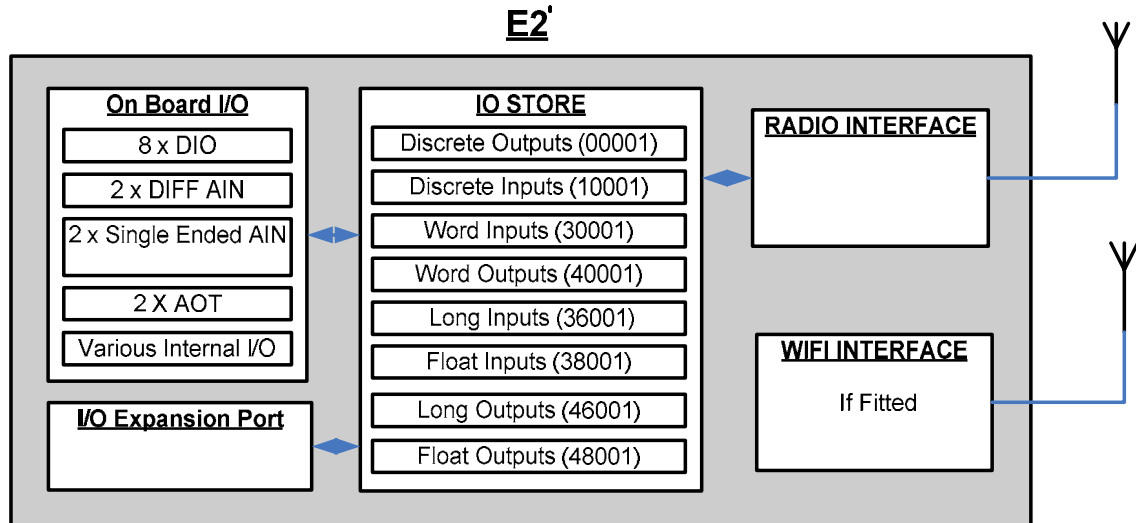 E2'
On Board I/O
8 x DIO
2 x DIFF AIN
2 x Single Ended AIN
2 X AOT
Various Internal I/O
I/O Expansion Port
IO STORE
Discrete Outputs (00001)
Discrete Inputs (10001)
Word Inputs (30001)
Word Outputs (40001)
Long Inputs (36001)
Float Inputs (38001)
Long Outputs (46001)
Float Outputs (48001)
RADIO INTERFACE
WIFI INTERFACE
If Fitted